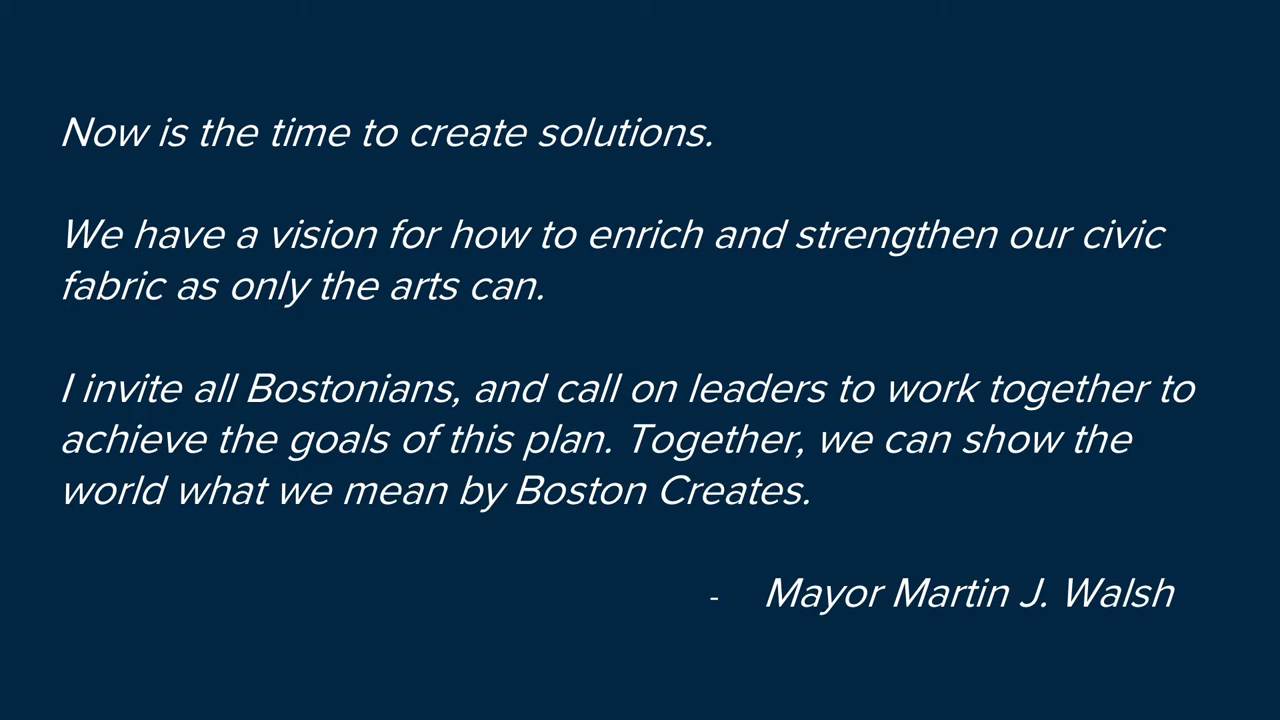 Now is the time to create solutions.
We have a vision for how to enrich and strengthen our civic
fabric as only the arts can.
I invite all Bostonians, and call on leaders to work together to
achieve the goals of this plan. Together, we can show the
world what we mean by Boston Creates.
- Mayor Martin J. Walsh